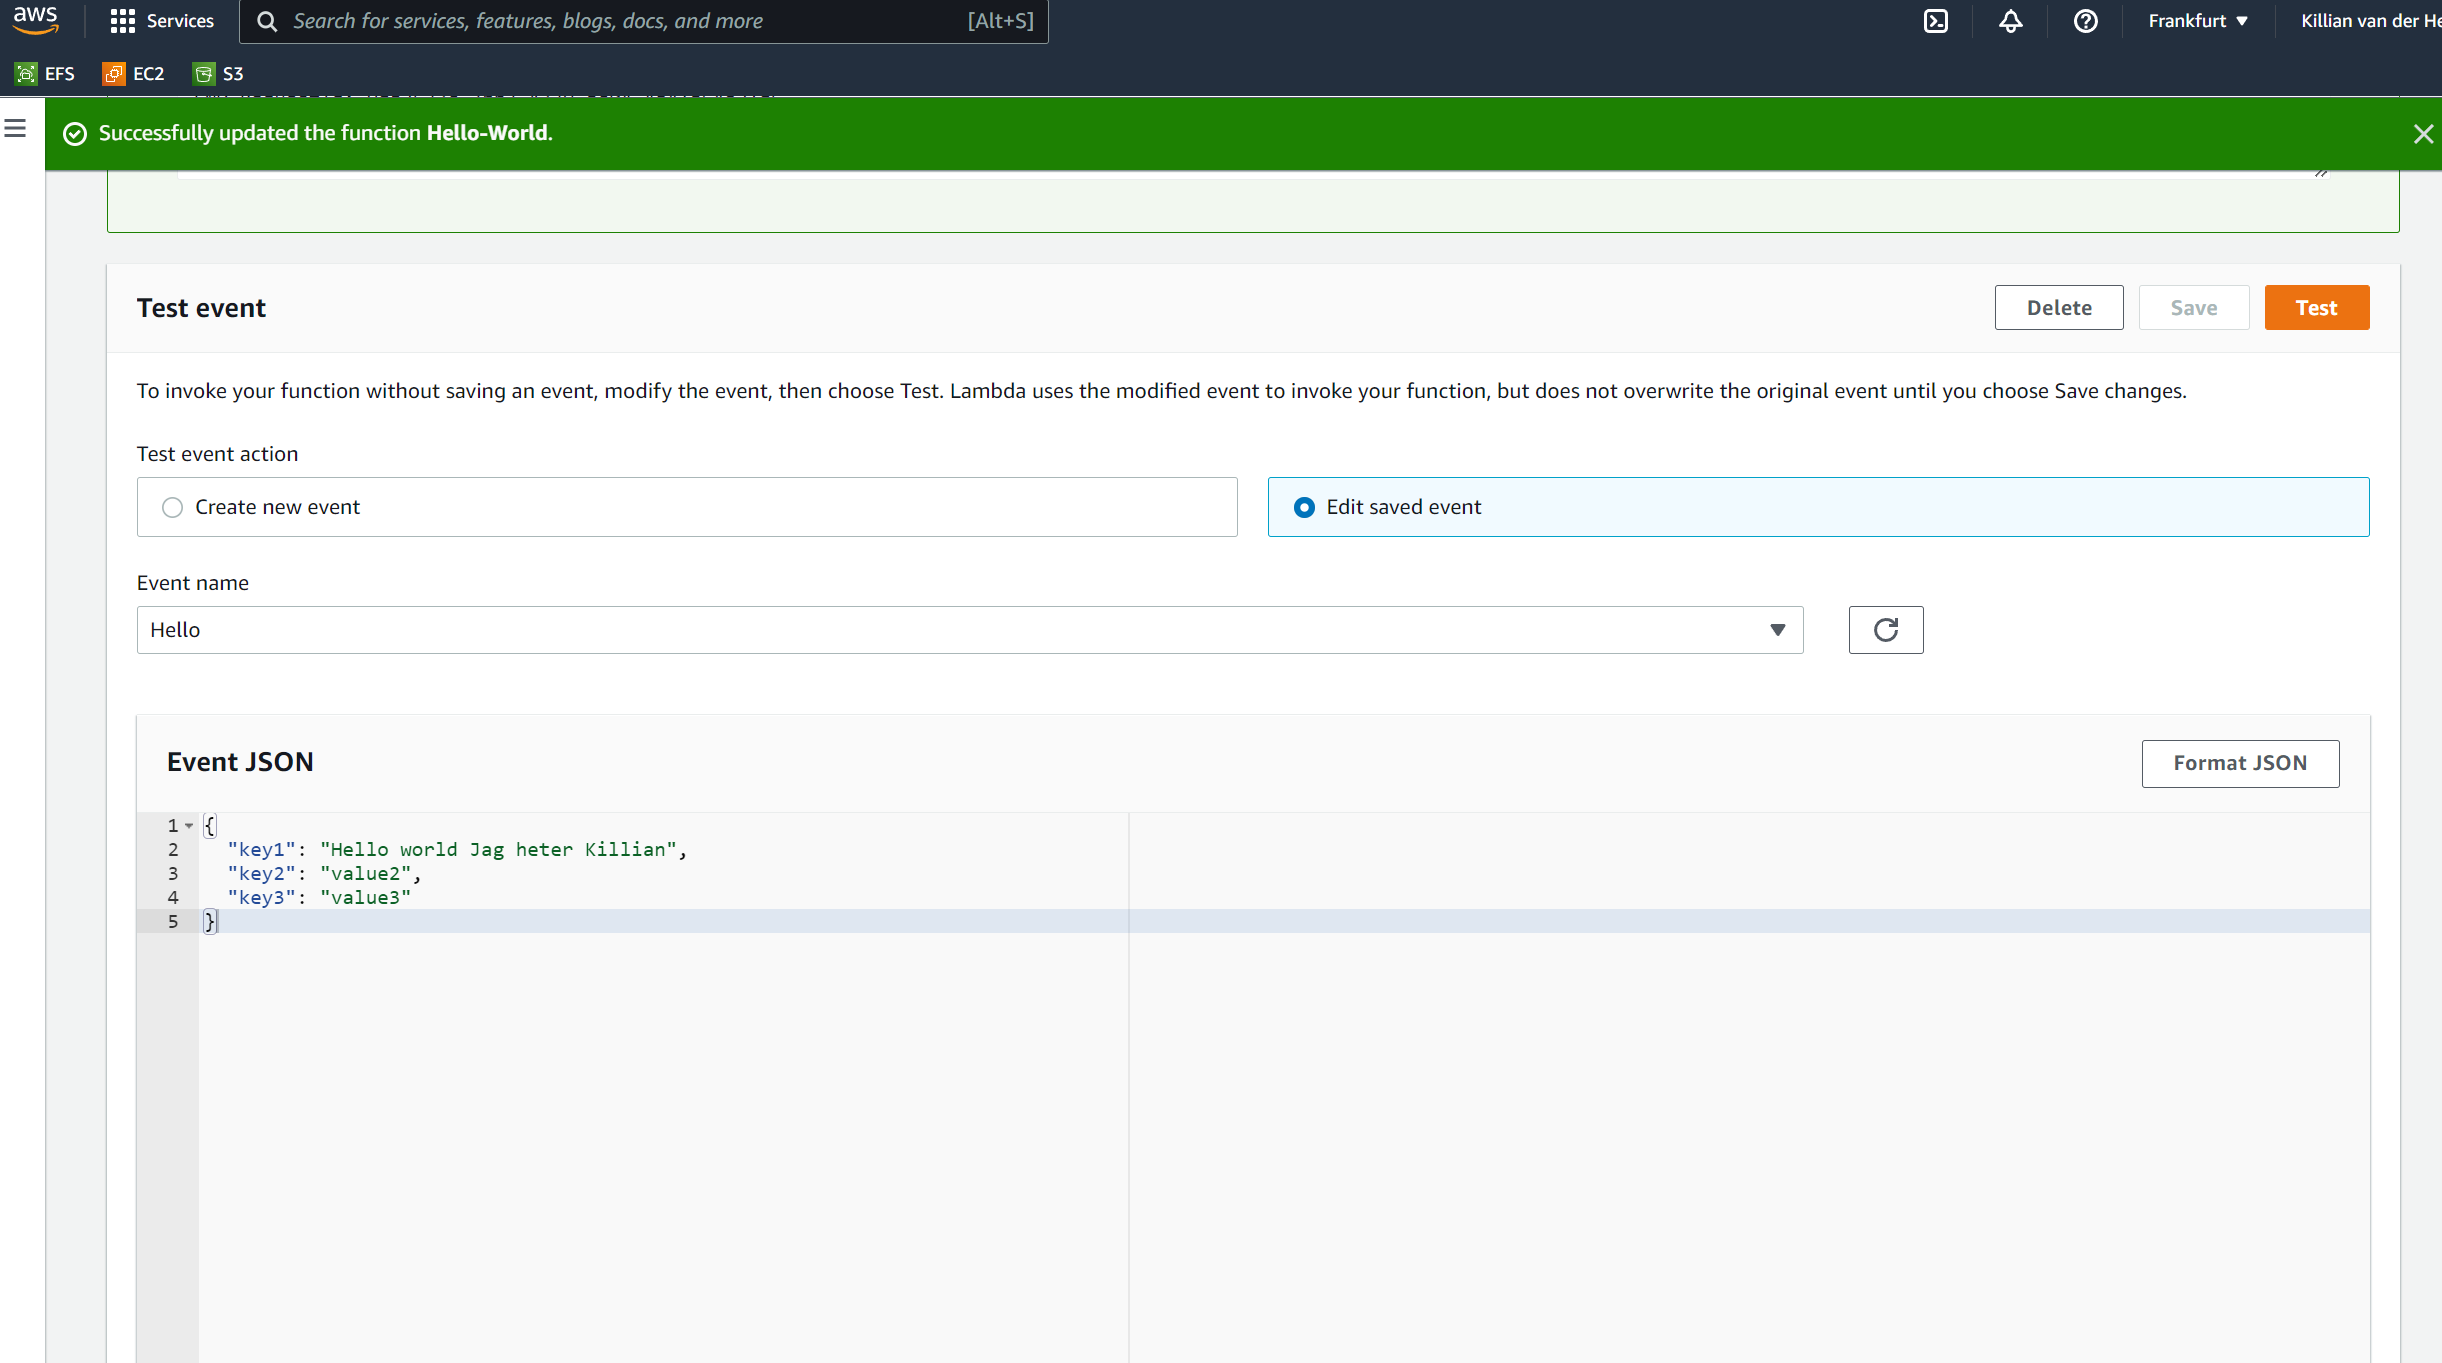 aws
Services
Search for services, features, blogs, docs, and more
[Alt+S]
Frankfurt
Killian van der
EFS
EC2
S3
Successfully updated the function Hello-World.
Test event
Delete
Save
Test
To invoke your function without saving an event, modify the event, then choose Test. Lambda uses the modified event to invoke your function, but does not overwrite the original event until you choose Save changes.
Test event action
Create new event
Edit saved event
Event name
Hello
Event JSON
Format JSON
1 {
2 "key1": "Hello world Jag heter Killian",
3 "key2": "value2",
4 "key3": "value3"
5 }